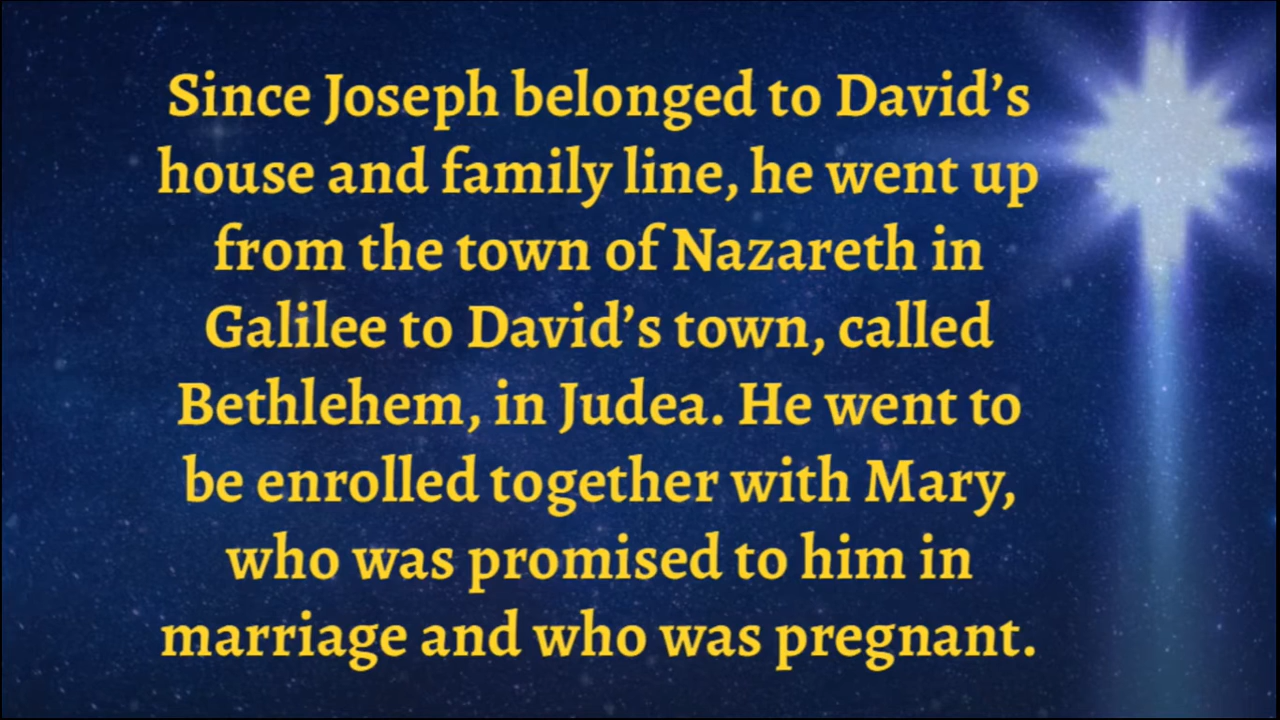 Since Joseph belonged to David’s
house and family line, he went up
from the town of Nazareth in
Galilee to David’s town, called
Bethlehem, in Judea. He went to
be enrolled together with Mary,
who was promised to him in
marriage and who was pregnant.